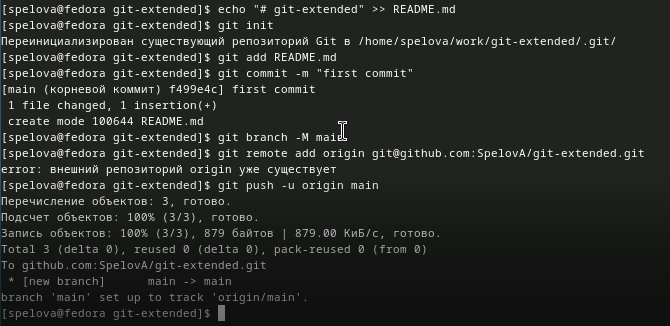 [spelova@fedora git-extended]$ echo "# git-extended" >> README.md
[spelova@fedora git-extended]$ git init
Переинициализирован существующий репозиторий Git в /home/spelova/work/git-extended/.git/
[spelova@fedora git-extended]$ git add README.md
[spelova@fedora git-extended]$ git commit -m "first commit"
[main (корневой коммит) f499e4c] first commit
 1 file changed, 1 insertion(+)
 create mode 100644 README.md
[spelova@fedora git-extended]$ git branch -M main
[spelova@fedora git-extended]$ git remote add origin git@github.com:SpelovA/git-extended.git
error: внешний репозиторий origin уже существует
[spelova@fedora git-extended]$ git push -u origin main
Перечисление объектов: 3, готово.
Подсчет объектов: 100% (3/3), готово.
Запись объектов: 100% (3/3), 879 байтов | 879.00 КиБ/с, готово.
Total 3 (delta 0), reused 0 (delta 0), pack-reused 0 (from 0)
To github.com:SpelovA/git-extended.git
 * [new branch]      main -> main
branch 'main' set up to track 'origin/main'.
[spelova@fedora git-extended]$